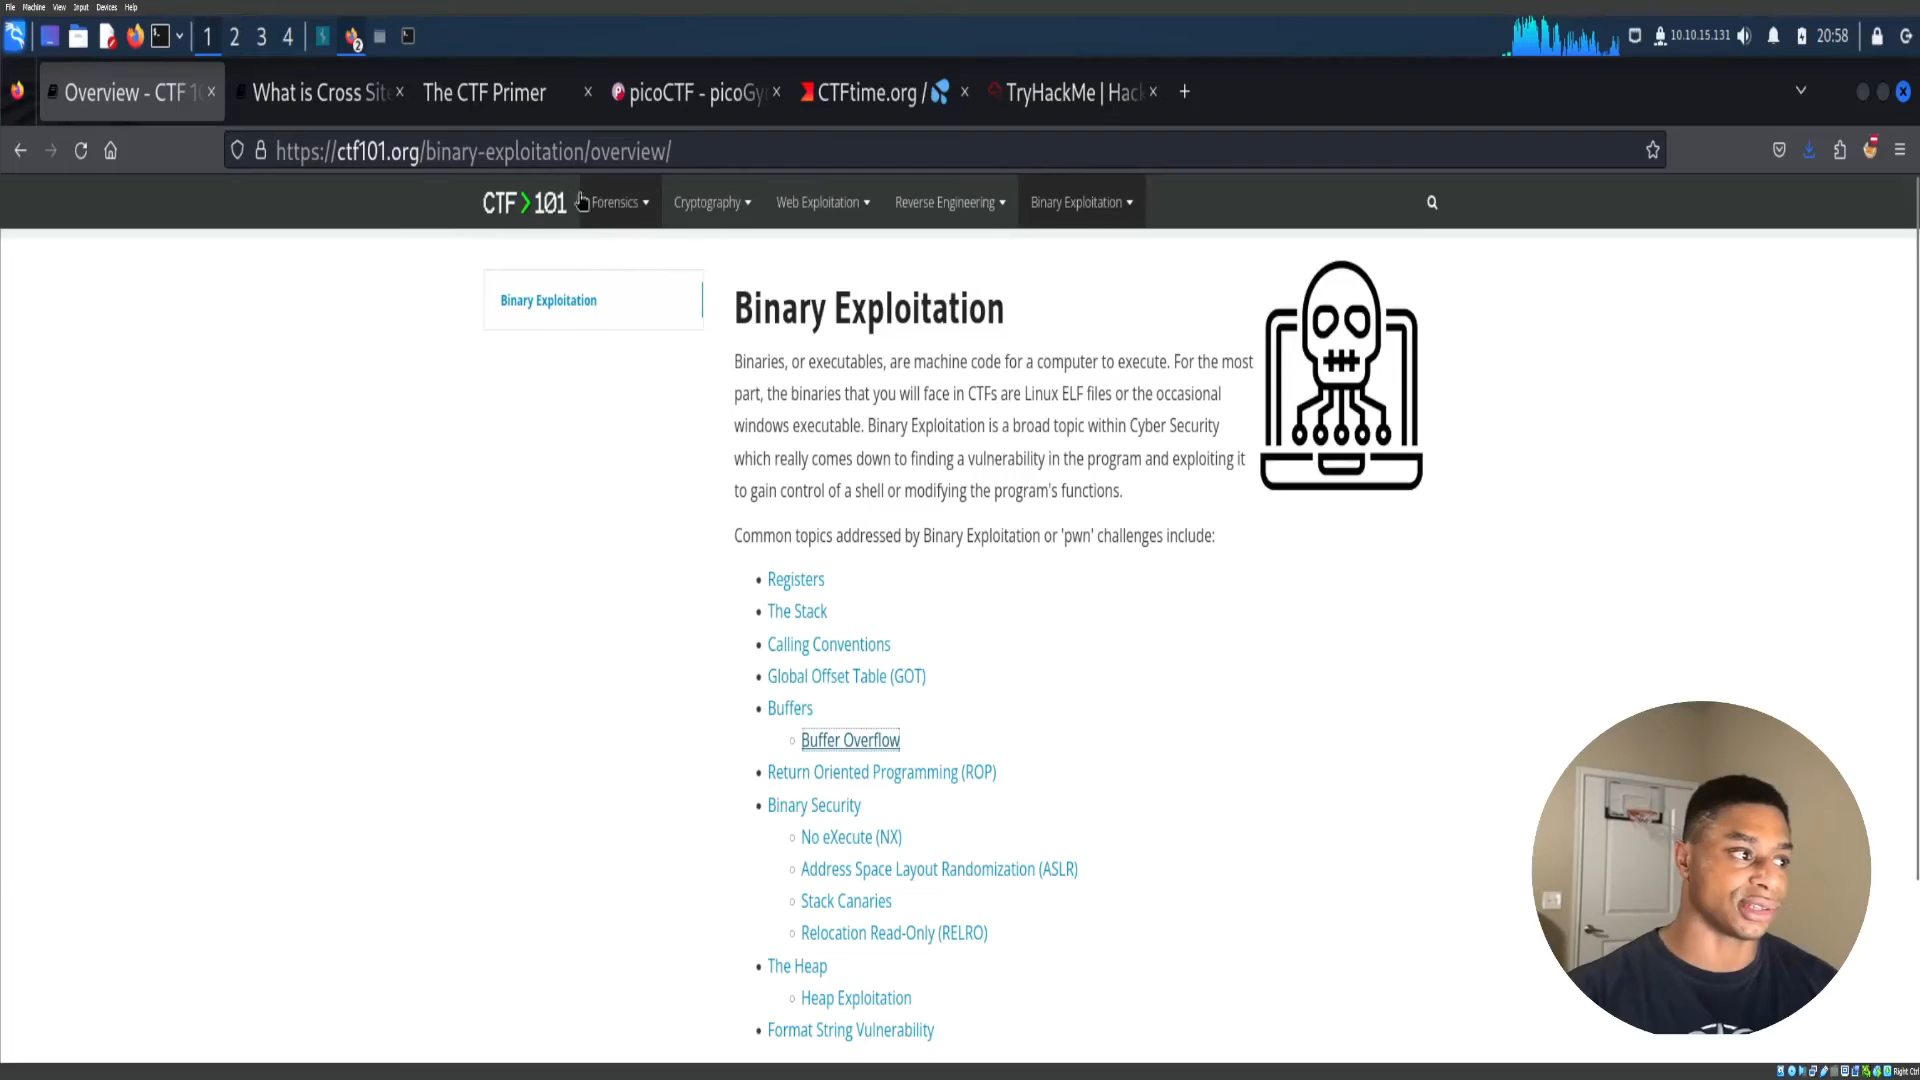 File Machine View Input Devices Help
1 2 3 4
2
10.10.15.131
20:58
Overview - CTF 10
What is Cross Site
The CTF Primer
picoCTF - picoGy
CTFtime.org / 💦
TryHackMe | Hack
https://ctf101.org/binary-exploitation/overview/
CTF > 101 Forensics Cryptography Web Exploitation Reverse Engineering Binary Exploitation
Binary Exploitation
Binary Exploitation
Binaries, or executables, are machine code for a computer to execute. For the most
part, the binaries that you will face in CTFs are Linux ELF files or the occasional
windows executable. Binary Exploitation is a broad topic within Cyber Security
which really comes down to finding a vulnerability in the program and exploiting it
to gain control of a shell or modifying the program's functions.
Common topics addressed by Binary Exploitation or 'pwn' challenges include:
• Registers
• The Stack
• Calling Conventions
• Global Offset Table (GOT)
• Buffers
○ Buffer Overflow
• Return Oriented Programming (ROP)
• Binary Security
○ No eXecute (NX)
○ Address Space Layout Randomization (ASLR)
○ Stack Canaries
○ Relocation Read-Only (RELRO)
• The Heap
○ Heap Exploitation
• Format String Vulnerability
Right Ctrl